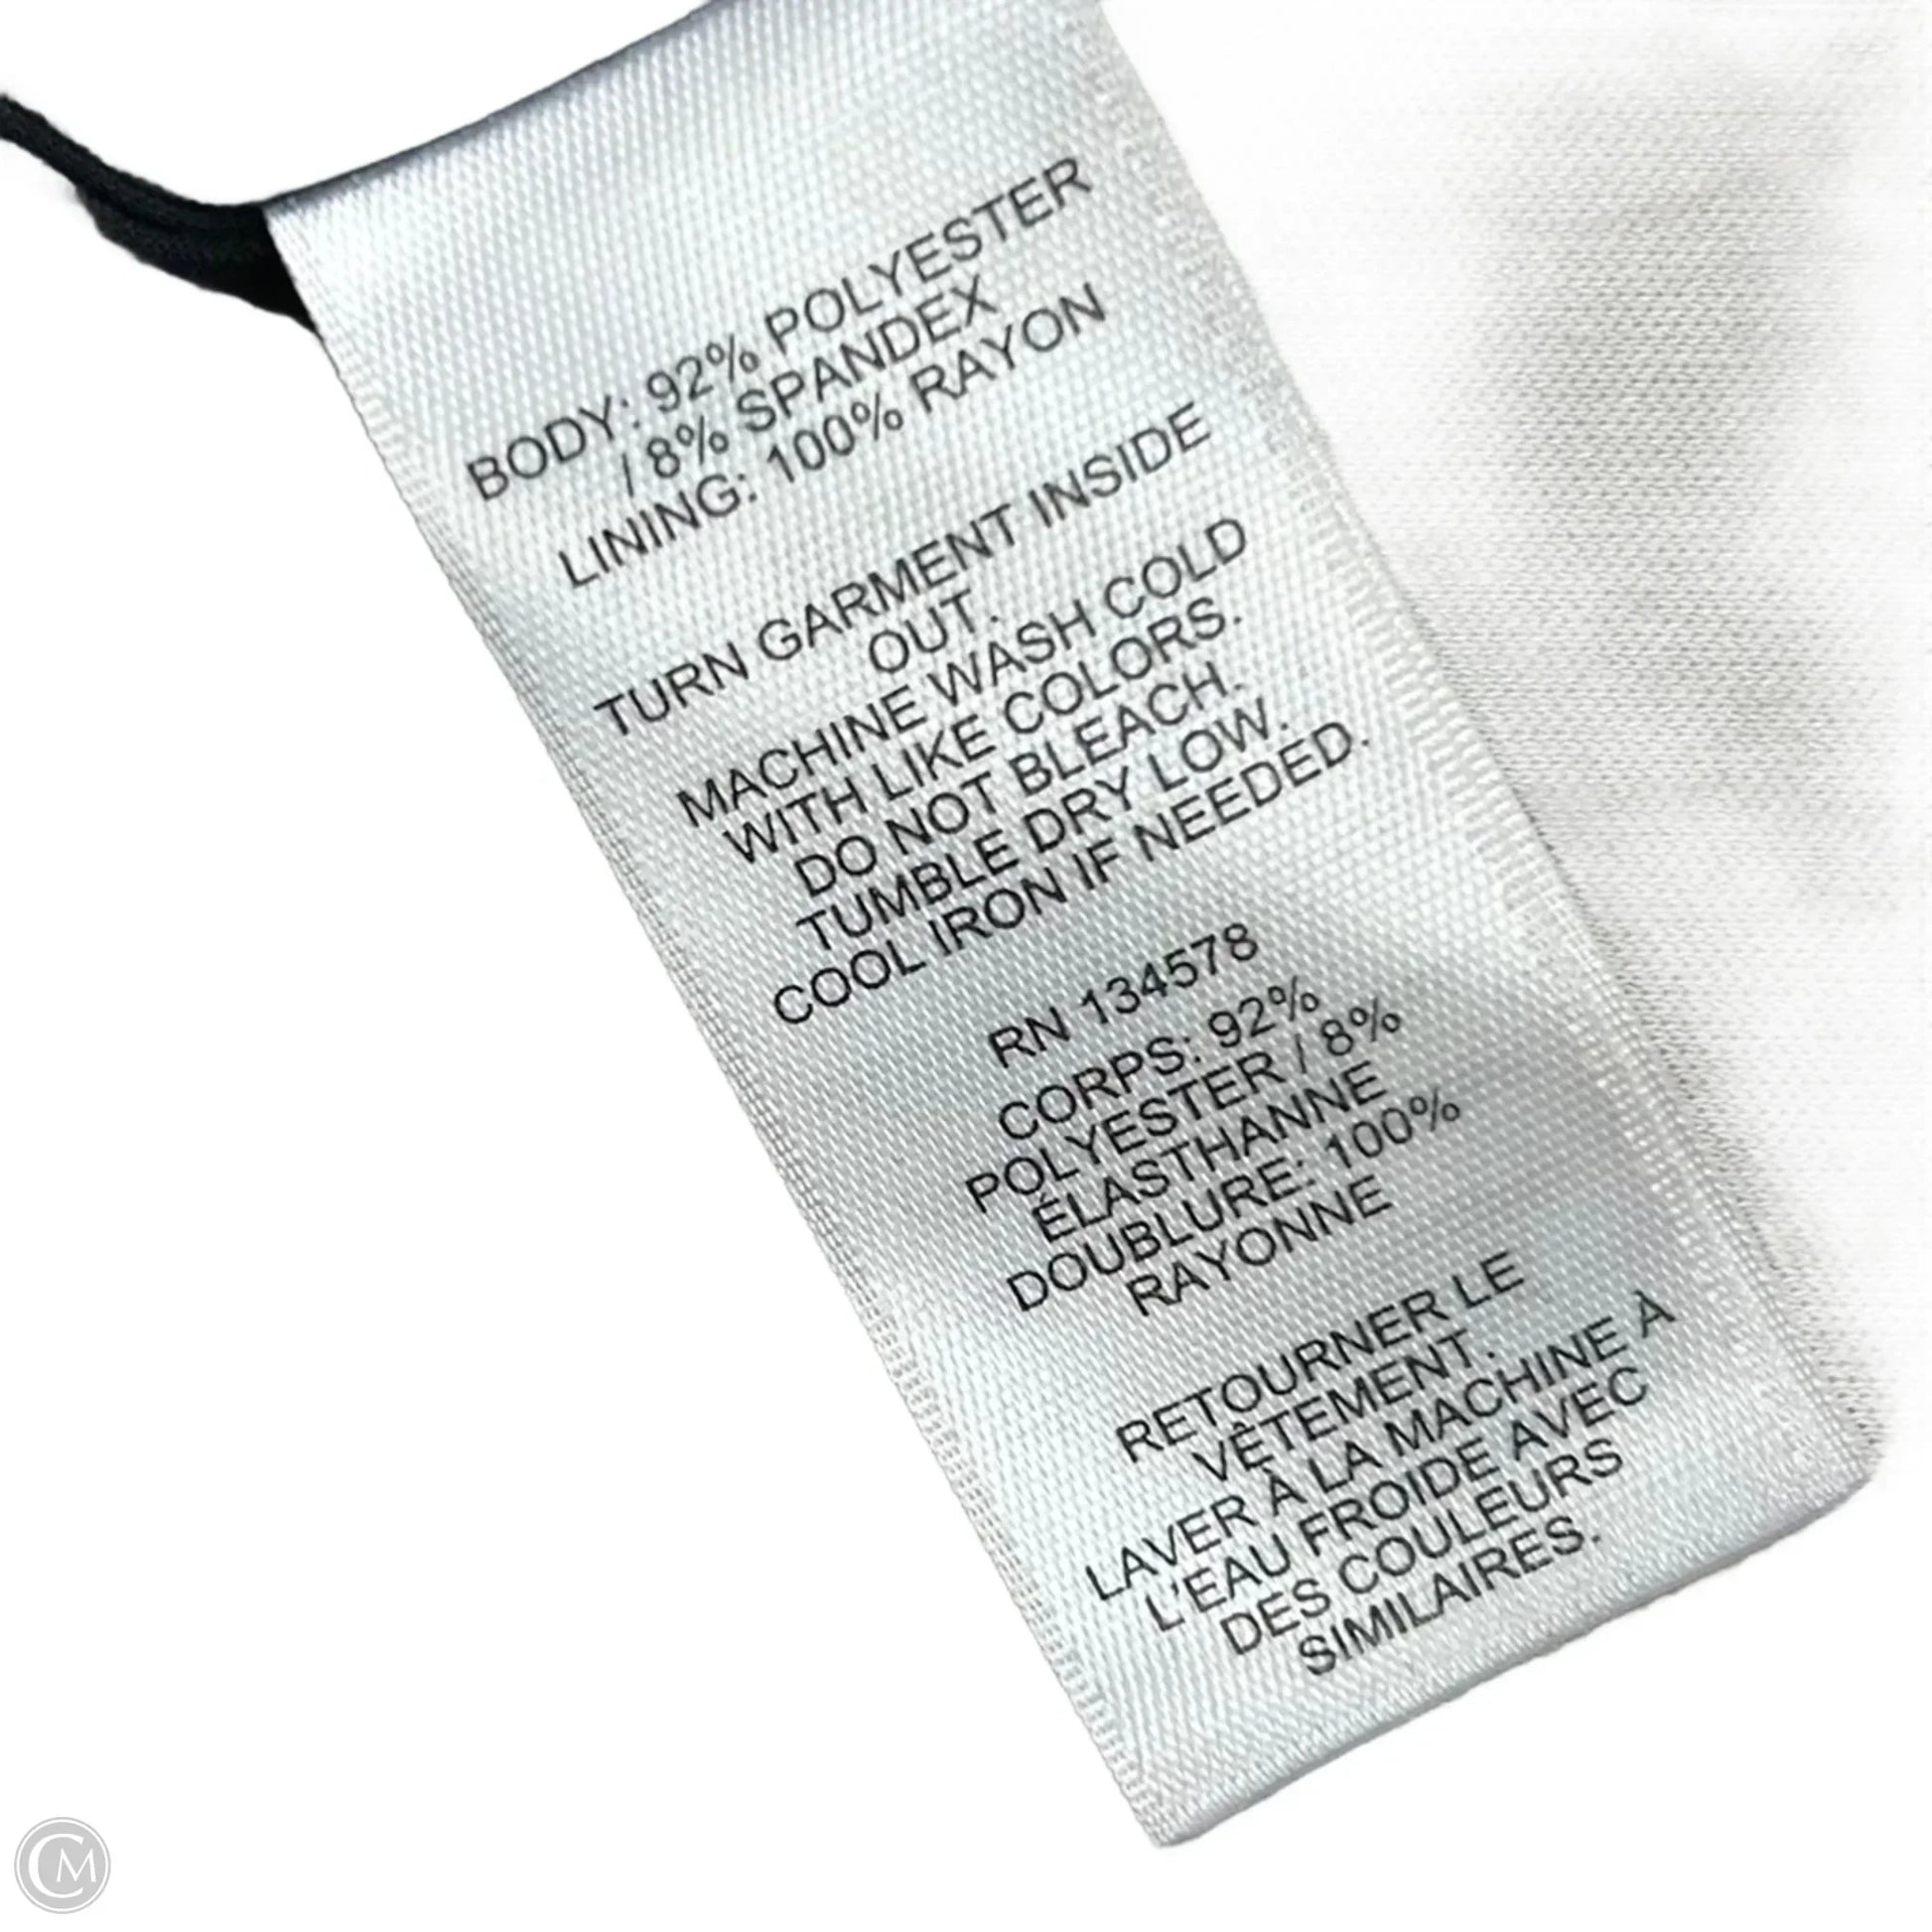 BODY: 92% POLYESTER
/ 8% SPANDEX
LINING: 100% RAYON
TURN GARMENT INSIDE
OUT.
MACHINE WASH COLD
WITH LIKE COLORS.
DO NOT BLEACH.
TUMBLE DRY LOW.
COOL IRON IF NEEDED.
RN 134578
CORPS: 92%
POLYESTER / 8%
ÉLASTHANNE
DOUBLURE: 100%
RAYONNE
RETOURNER LE
VÊTEMENT.
LAVER À LA MACHINE À
L'EAU FROIDE AVEC
DES COULEURS
SIMILAIRES.
CM